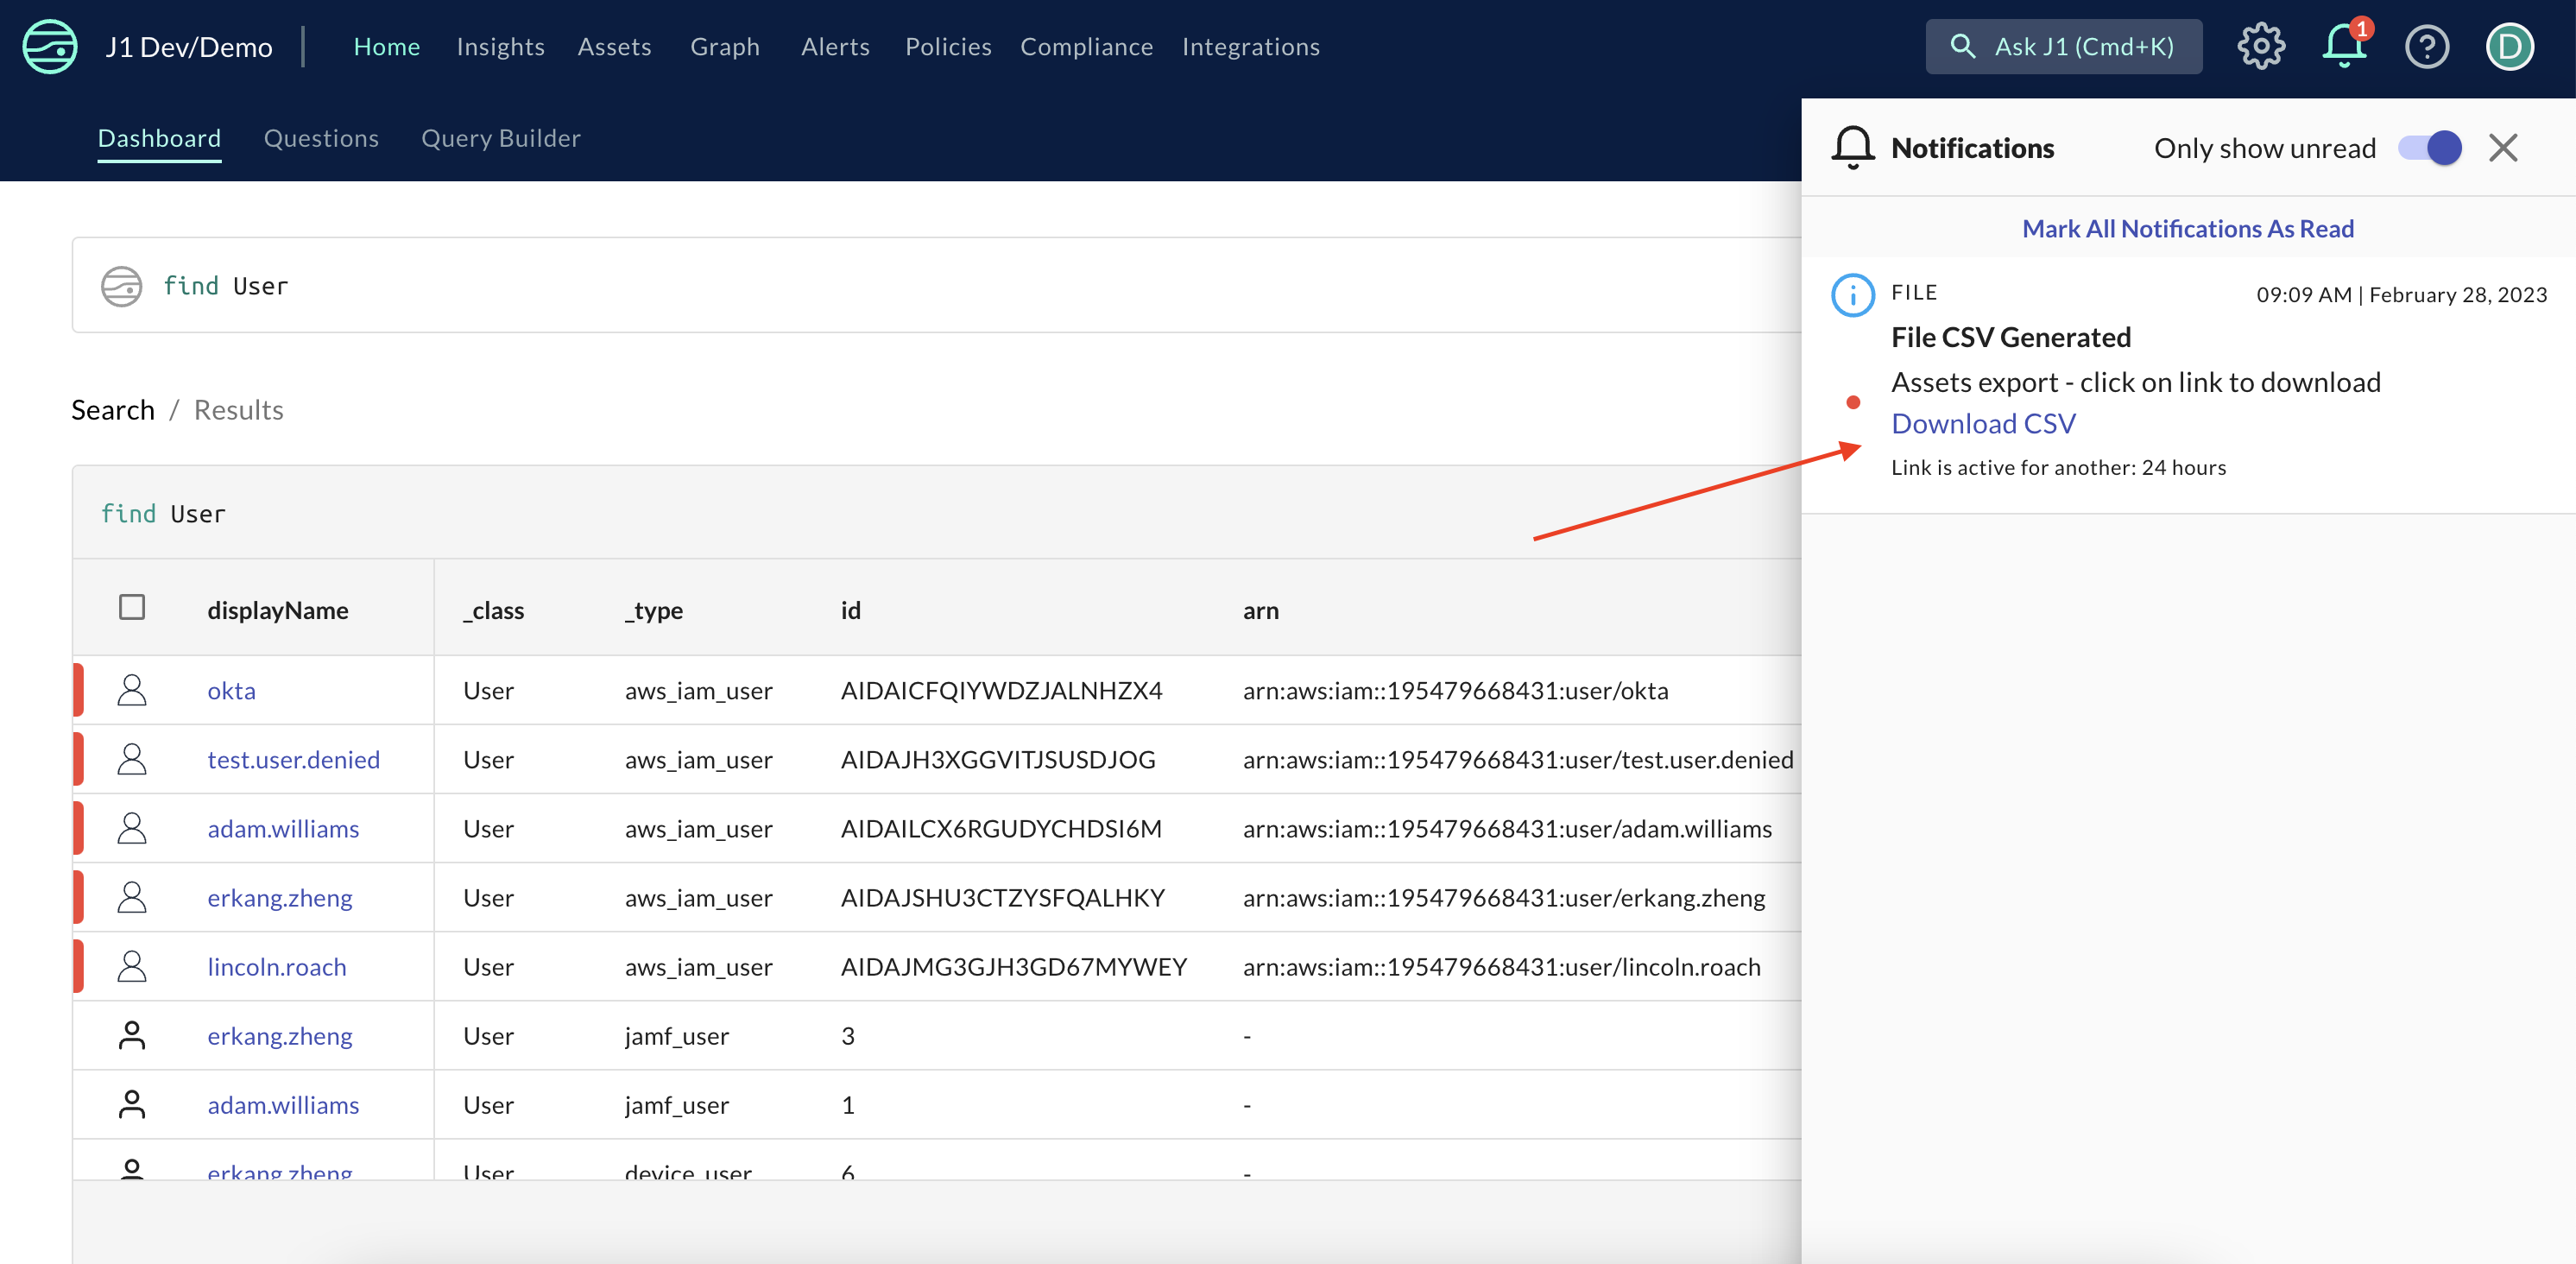 J1 Dev/Demo Home Insights Assets Graph Alerts Policies Compliance Integrations Ask J1 (Cmd+K) 1 D
Dashboard Questions Query Builder
Notifications Only show unread
Mark All Notifications As Read
FILE 09:09 AM | February 28, 2023
File CSV Generated
Assets export - click on link to download
Download CSV
Link is active for another: 24 hours
find User
Search / Results
find User
displayName _class _type id arn
okta User aws_iam_user AIDAICFQIYWDZJALNHZX4 arn:aws:iam::195479668431:user/okta
test.user.denied User aws_iam_user AIDAJH3XGGVITJSUSDJOG arn:aws:iam::195479668431:user/test.user.denied
adam.williams User aws_iam_user AIDAILCX6RGUDYCHDSI6M arn:aws:iam::195479668431:user/adam.williams
erkang.zheng User aws_iam_user AIDAJSHU3CTZYSFQALHKY arn:aws:iam::195479668431:user/erkang.zheng
lincoln.roach User aws_iam_user AIDAJMG3GJH3GD67MYWEY arn:aws:iam::195479668431:user/lincoln.roach
erkang.zheng User jamf_user 3 -
adam.williams User jamf_user 1 -
erkang.zheng User device_user 6 -